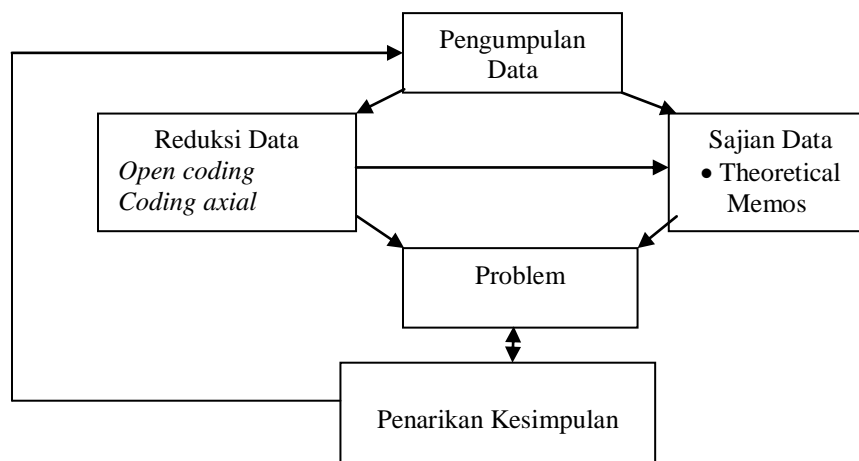 Pengumpulan
Data
Reduksi Data
Open coding
Coding axial
Sajian Data
• Theoretical
Memos
Problem
Penarikan Kesimpulan